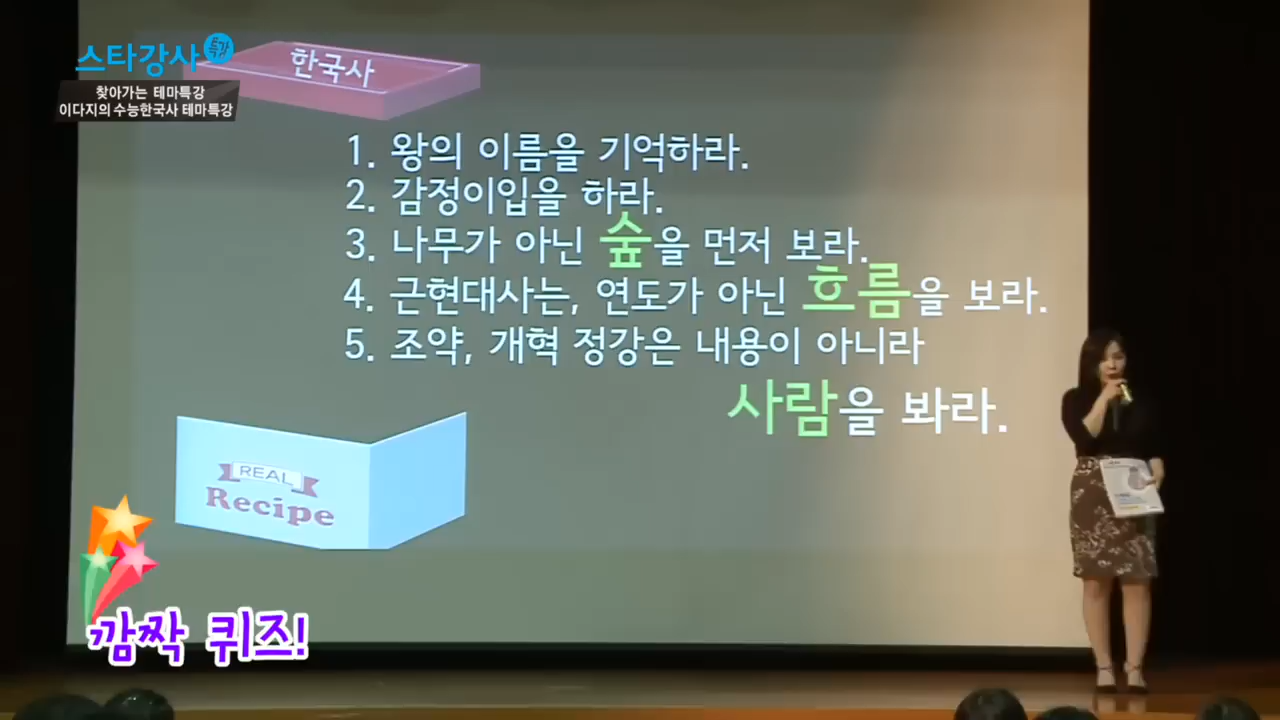 스타강사 특강
찾아가는 테마특강
이다지의 수능한국사 테마특강
한국사
1. 왕의 이름을 기억하라.
2. 감정이입을 하라.
3. 나무가 아닌 숲을 먼저 보라.
4. 근현대사는, 연도가 아닌 흐름을 보라.
5. 조약, 개혁 정강은 내용이 아니라
사람을 봐라.
REAL
Recipe
깜짝 퀴즈!